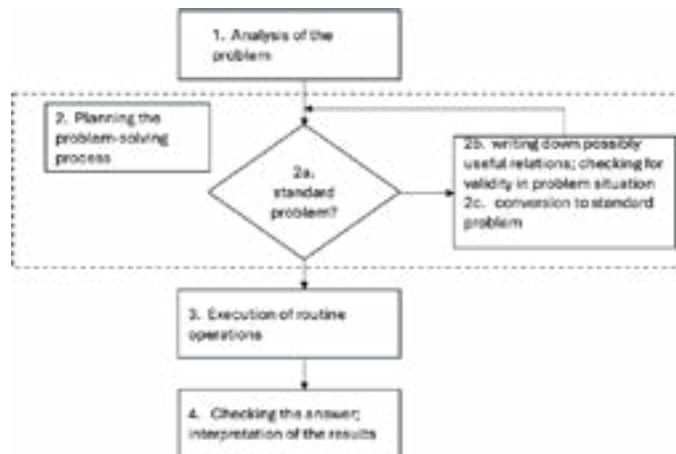 1. Analysis of the
problem
2. Planning the
problem-solving
process
2a.
standard
problem?
2b. writing down possibly
useful relations; checking for
validity in problem situation
2c. conversion to standard
problem
3. Execution of routine
operations
4. Checking the answer;
interpretation of the results